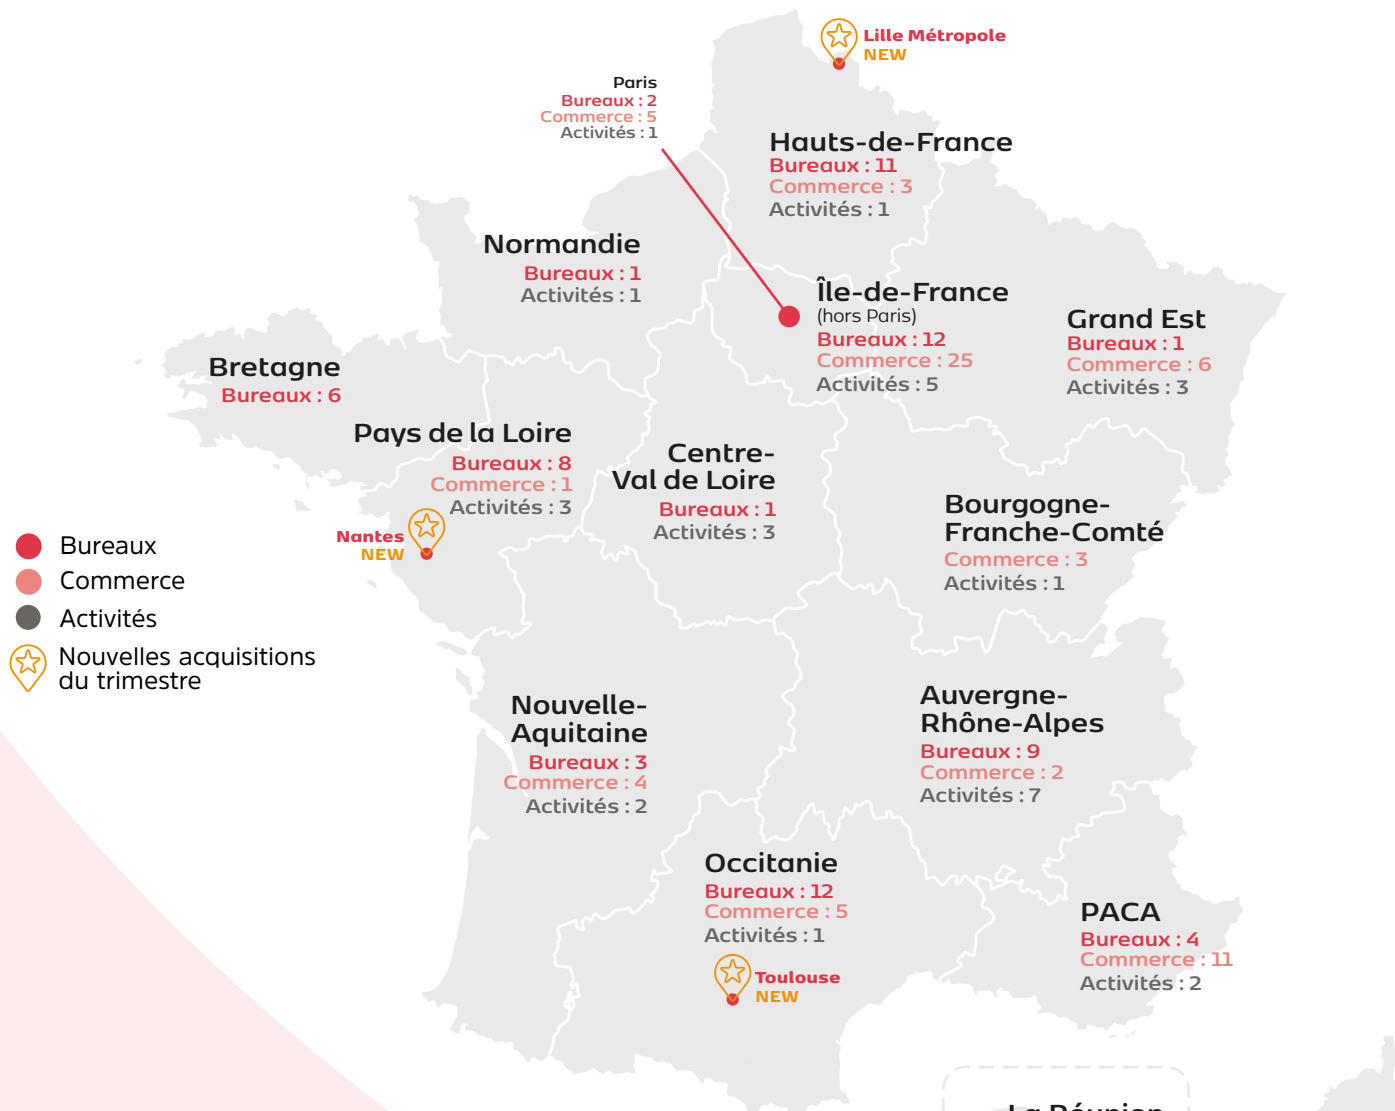 Lille Métropole
NEW
Paris
Bureaux : 2
Commerce : 5
Activités : 1
Hauts-de-France
Bureaux : 11
Commerce : 3
Activités : 1
Normandie
Bureaux : 1
Activités : 1
Île-de-France
(hors Paris)
Bureaux : 12
Commerce : 25
Activités : 5
Grand Est
Bureaux : 1
Commerce : 6
Activités : 3
Bretagne
Bureaux : 6
Pays de la Loire
Bureaux : 8
Commerce : 1
Activités : 3
Nantes
NEW
Centre-
Val de Loire
Bureaux : 1
Activités : 3
Bourgogne-
Franche-Comté
Commerce : 3
Activités : 1
Bureaux
Commerce
Activités
Nouvelles acquisitions
du trimestre
Nouvelle-
Aquitaine
Bureaux : 3
Commerce : 4
Activités : 2
Auvergne-
Rhône-Alpes
Bureaux : 9
Commerce : 2
Activités : 7
Occitanie
Bureaux : 12
Commerce : 5
Activités : 1
Toulouse
NEW
PACA
Bureaux : 4
Commerce : 11
Activités : 2
La Réunion